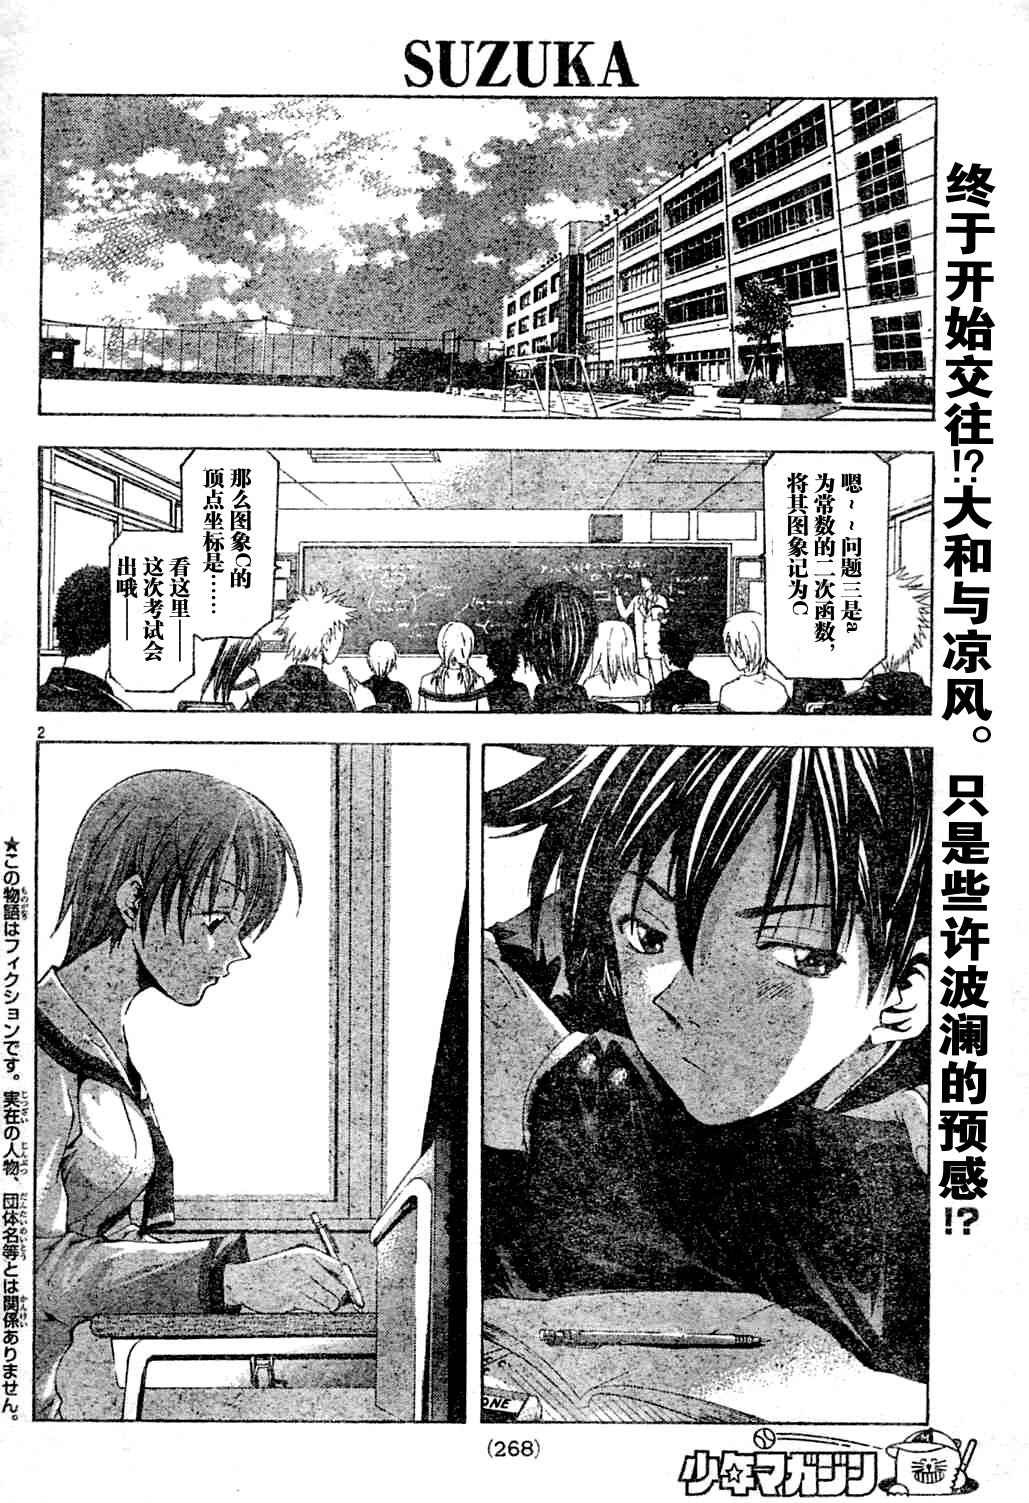 SUZUKA
终于开始交往!?大和与凉风。只是些许波澜的预感!?
嗯~~问题三是a
为常数的二次函数,
将其图象记为C
那么图象C的
顶点坐标是……
看这里——
这次考试会
出哦——
2
★この物語はフィクションです。実在の人物、団体名等とは関係ありません。
ONE
(268)
少年マガジン